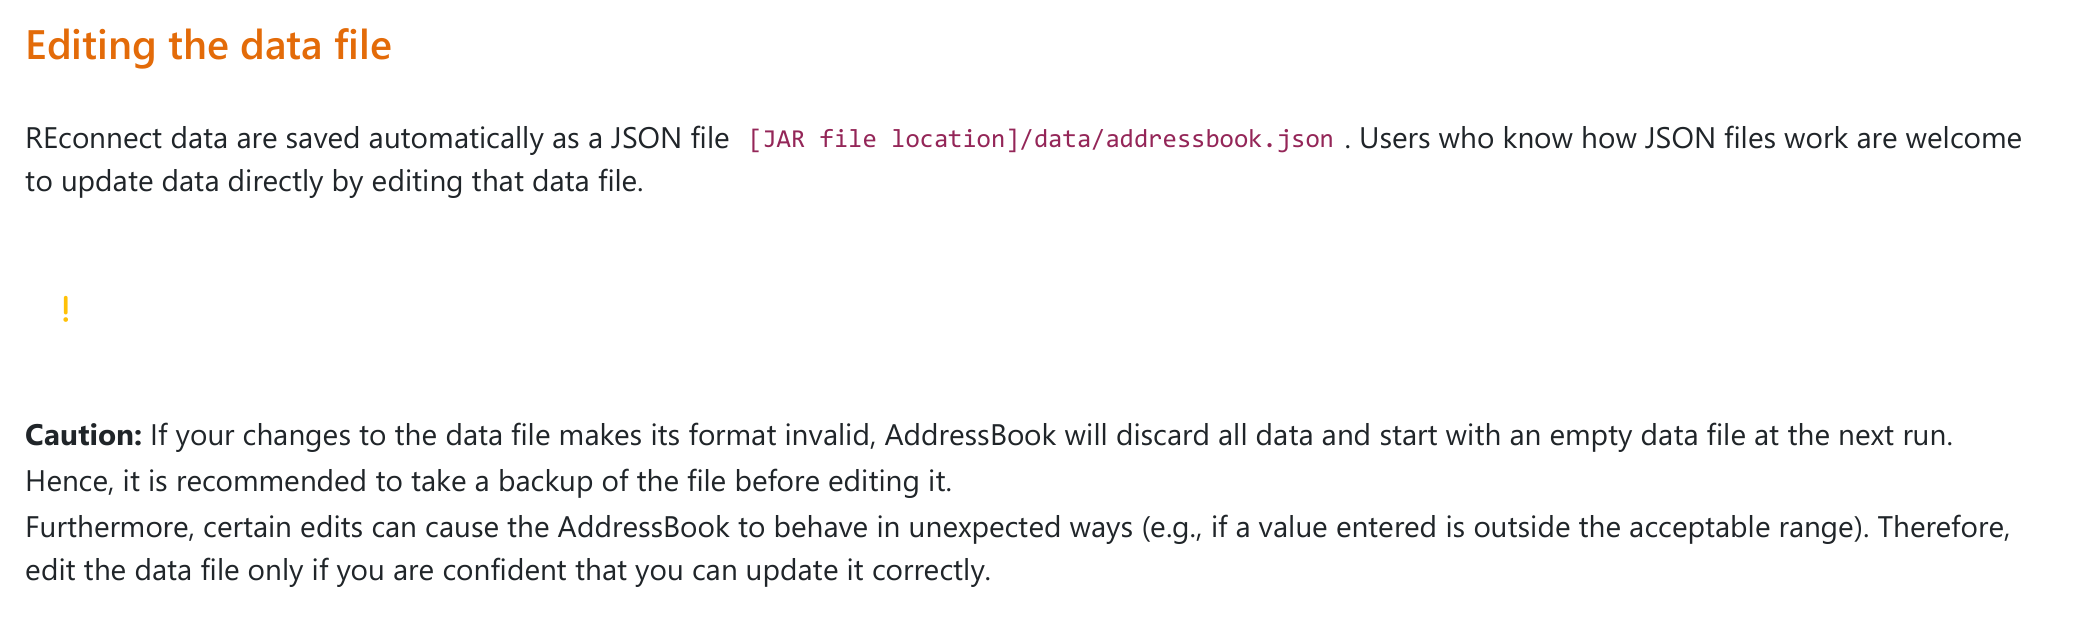 Editing the data file
REconnect data are saved automatically as a JSON file [JAR file location]/data/addressbook.json . Users who know how JSON files work are welcome
to update data directly by editing that data file.
!
Caution: If your changes to the data file makes its format invalid, AddressBook will discard all data and start with an empty data file at the next run.
Hence, it is recommended to take a backup of the file before editing it.
Furthermore, certain edits can cause the AddressBook to behave in unexpected ways (e.g., if a value entered is outside the acceptable range). Therefore,
edit the data file only if you are confident that you can update it correctly.